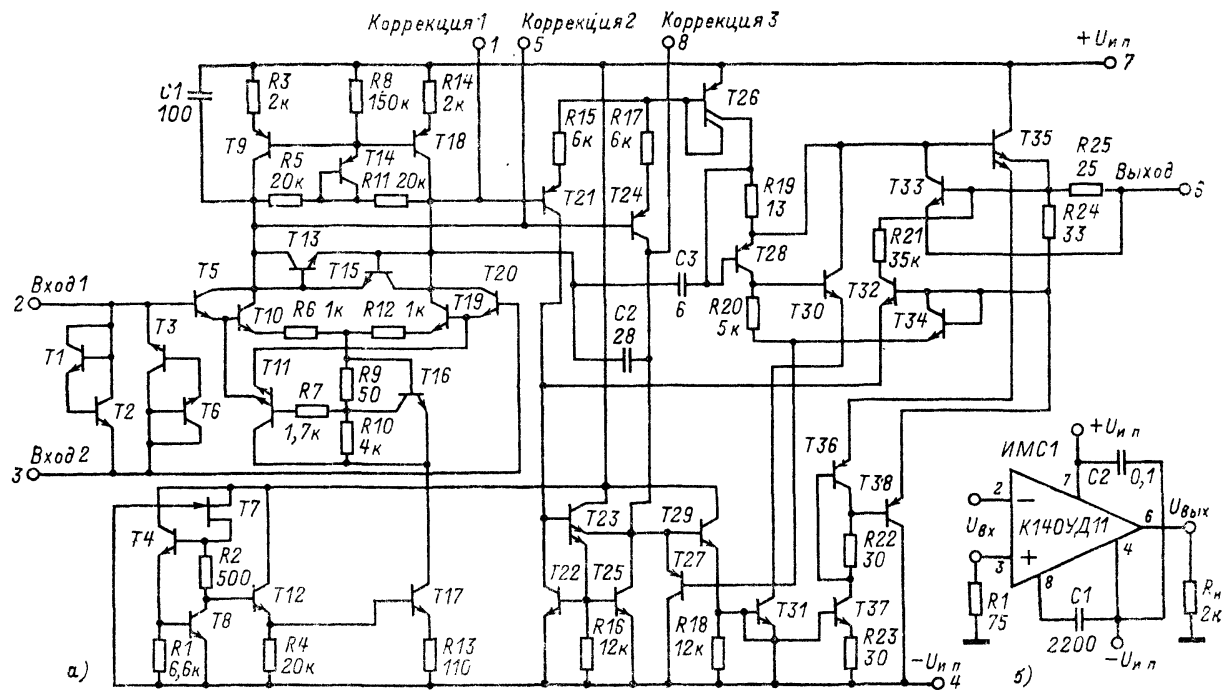 Коррекция 1
Коррекция 2
Коррекция 3
1
5
8
+Uип
7
C1
100
R3
2к
R8
150к
R14
2к
T26
T35
T9
T14
T18
R15
6к
R17
6к
R5
20к
R11 20к
T21
T24
R19
13
T33
R25
25
Выход
6
R24
33
T13
T15
T20
C3
6
T28
R21
35к
Вход 1
2
T5
T10
R6 1к
R12 1к
T19
R20
5к
T30
T32
T34
C2
28
T1
T3
T2
T6
T11
R7
1,7к
R9
50
T16
R10
4к
Вход 2
3
T36
T38
ИМС1
+Uип
C2
0,1
7
2
−
Uвх
К140УД11
6
Uвых
+
3
4
8
R1
75
C1
2200
Rн
2к
−Uип
б)
T4
T7
R2
500
T8
T12
T17
T23
T29
T27
T22
T25
R22
30
T31
T37
R1
6,6к
R4
20к
R13
110
R16
12к
R18
12к
R23
30
−Uип
4
а)